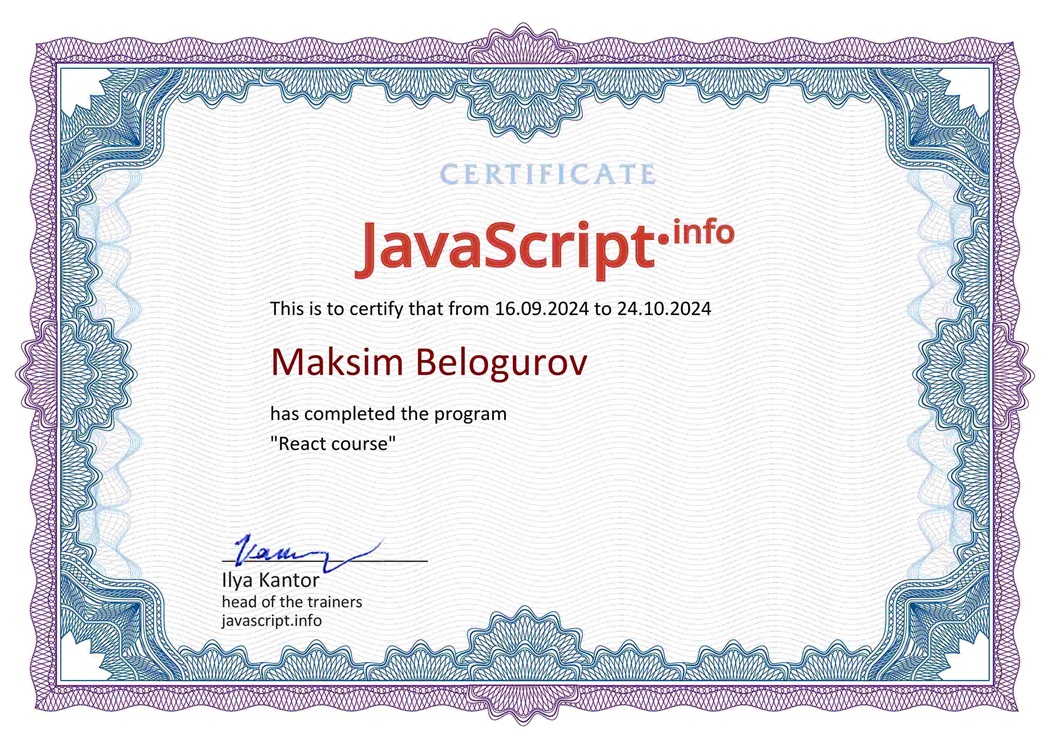 CERTIFICATE
JavaScript•info
This is to certify that from 16.09.2024 to 24.10.2024
Maksim Belogurov
has completed the program
"React course"
Ilya Kantor
head of the trainers
javascript.info